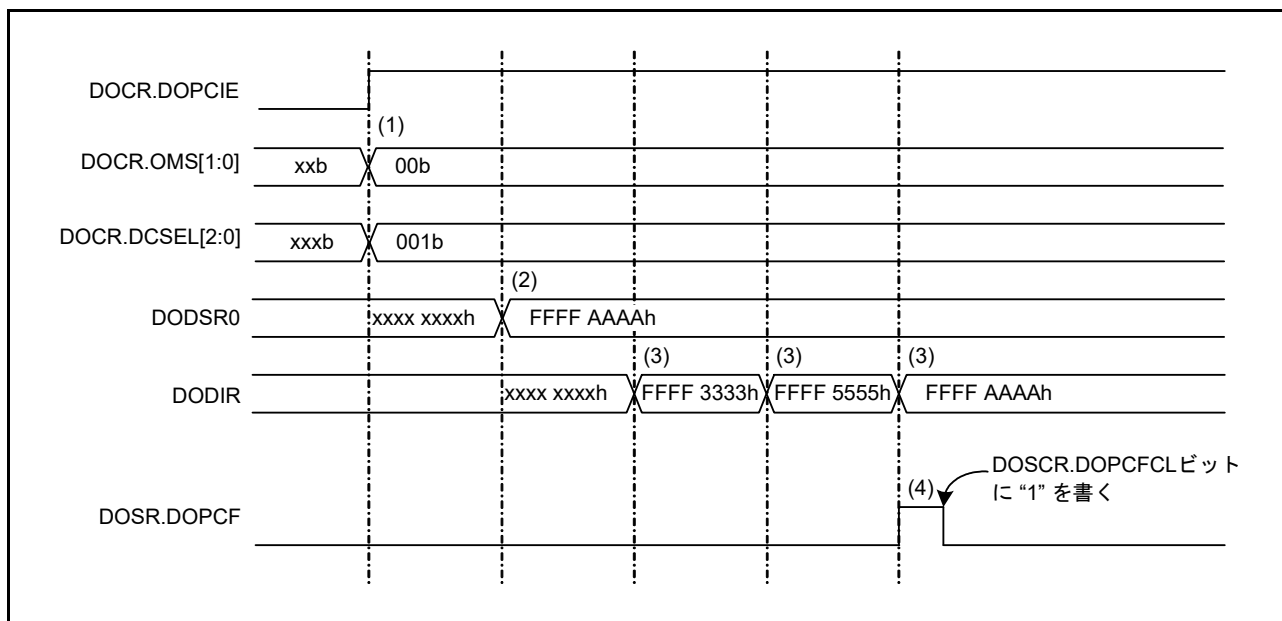 DOCR.DOPCIE
(1)
DOCR.OMS[1:0] xxb 00b
DOCR.DCSEL[2:0] xxxb 001b
(2)
DODSR0 xxxx xxxxh FFFF AAAAh
(3) (3) (3)
DODIR xxxx xxxxh FFFF 3333h FFFF 5555h FFFF AAAAh
DOSCR.DOPCFCLビット
(4) に “1” を書く
DOSR.DOPCF